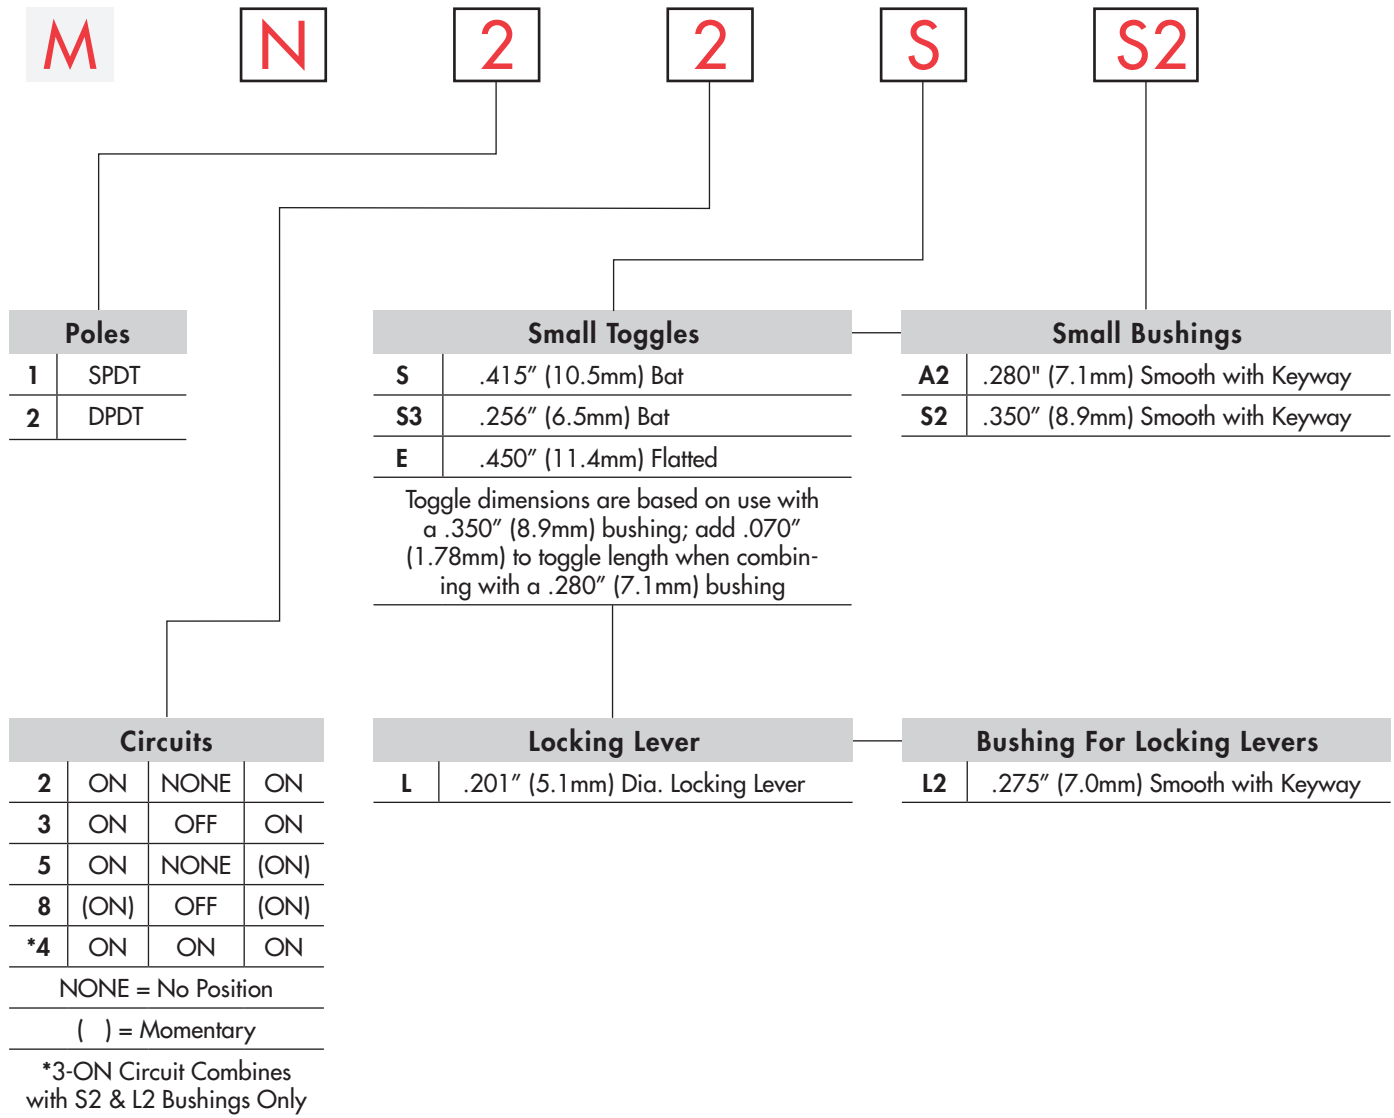 M N 2 2 S S2
Poles
1 SPDT
2 DPDT
Small Toggles
S .415″ (10.5mm) Bat
S3 .256″ (6.5mm) Bat
E .450″ (11.4mm) Flatted
Toggle dimensions are based on use with
a .350″ (8.9mm) bushing; add .070″
(1.78mm) to toggle length when combin-
ing with a .280″ (7.1mm) bushing
Small Bushings
A2 .280" (7.1mm) Smooth with Keyway
S2 .350″ (8.9mm) Smooth with Keyway
Circuits
2 ON NONE ON
3 ON OFF ON
5 ON NONE (ON)
8 (ON) OFF (ON)
*4 ON ON ON
NONE = No Position
( ) = Momentary
*3-ON Circuit Combines
with S2 & L2 Bushings Only
Locking Lever
L .201″ (5.1mm) Dia. Locking Lever
Bushing For Locking Levers
L2 .275″ (7.0mm) Smooth with Keyway